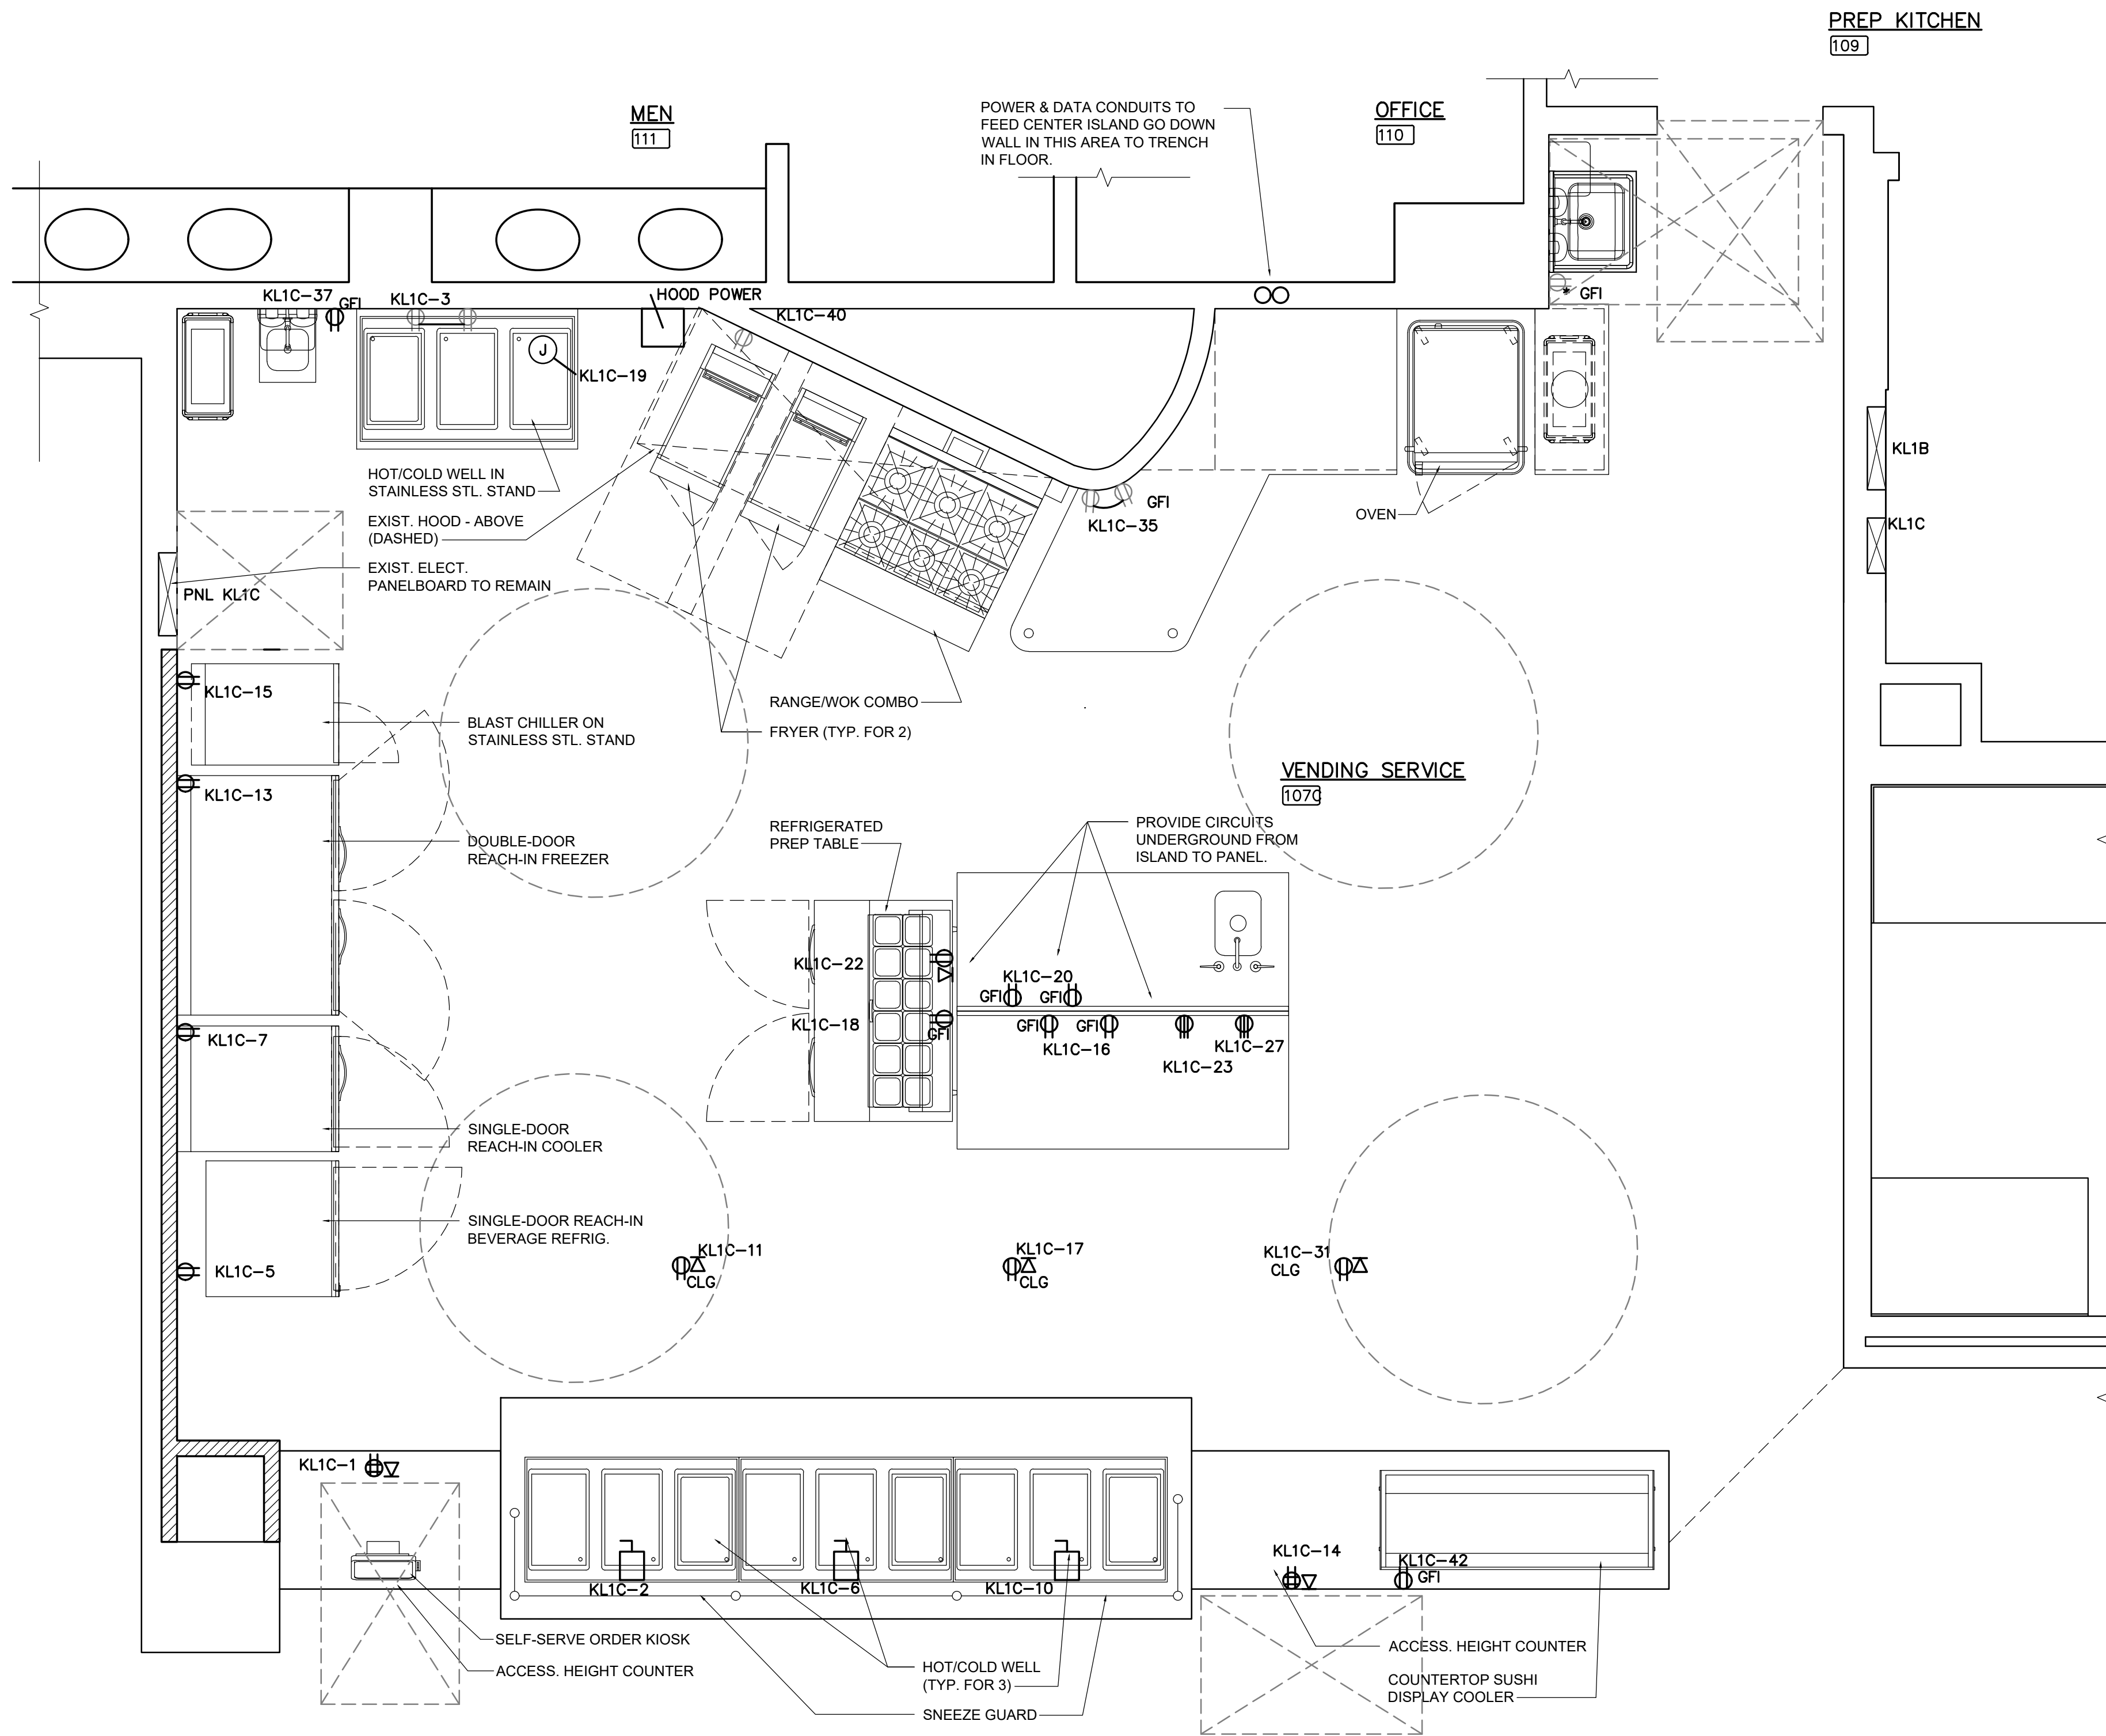 PREP KITCHEN
109
MEN
111
POWER & DATA CONDUITS TO
FEED CENTER ISLAND GO DOWN
WALL IN THIS AREA TO TRENCH
IN FLOOR.
OFFICE
110
KL1C-37
GFI
KL1C-3
HOOD POWER
KL1C-40
* GFI
J
KL1C-19
HOT/COLD WELL IN
STAINLESS STL. STAND
EXIST. HOOD - ABOVE
(DASHED)
EXIST. ELECT.
PANELBOARD TO REMAIN
PNL KL1C
GFI
KL1C-35
OVEN
KL1B
KL1C
KL1C-15
BLAST CHILLER ON
STAINLESS STL. STAND
RANGE/WOK COMBO
FRYER (TYP. FOR 2)
VENDING SERVICE
107C
KL1C-13
DOUBLE-DOOR
REACH-IN FREEZER
REFRIGERATED
PREP TABLE
PROVIDE CIRCUITS
UNDERGROUND FROM
ISLAND TO PANEL.
KL1C-22
KL1C-20
GFI
GFI
KL1C-18
GFI
GFI
GFI
KL1C-16
KL1C-23
KL1C-27
KL1C-7
SINGLE-DOOR
REACH-IN COOLER
SINGLE-DOOR REACH-IN
BEVERAGE REFRIG.
KL1C-5
KL1C-11
CLG
KL1C-17
CLG
KL1C-31
CLG
KL1C-1
KL1C-2
KL1C-6
KL1C-10
KL1C-14
KL1C-42
GFI
SELF-SERVE ORDER KIOSK
ACCESS. HEIGHT COUNTER
HOT/COLD WELL
(TYP. FOR 3)
SNEEZE GUARD
ACCESS. HEIGHT COUNTER
COUNTERTOP SUSHI
DISPLAY COOLER